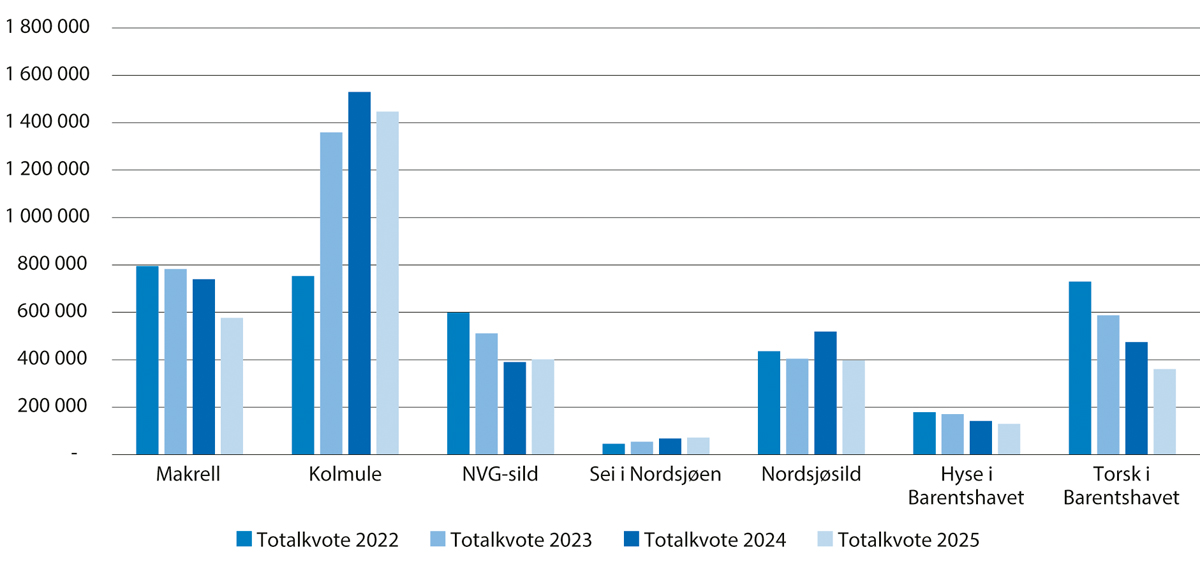 1 800 000
1 600 000
1 400 000
1 200 000
1 000 000
800 000
600 000
400 000
200 000
-
Makrell
Kolmule
NVG-sild
Sei i Nordsjøen
Nordsjøsild
Hyse i
Barentshavet
Torsk i
Barentshavet
Totalkvote 2022
Totalkvote 2023
Totalkvote 2024
Totalkvote 2025